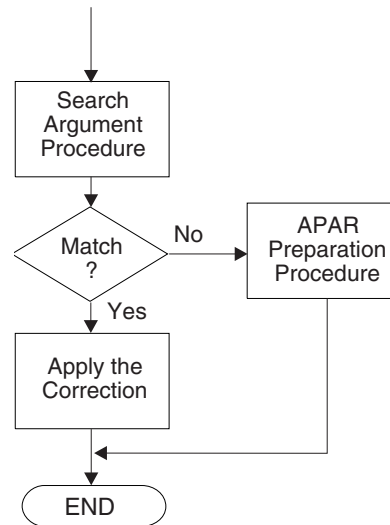 Search
Argument
Procedure
Match
?
No
APAR
Preparation
Procedure
Yes
Apply the
Correction
END